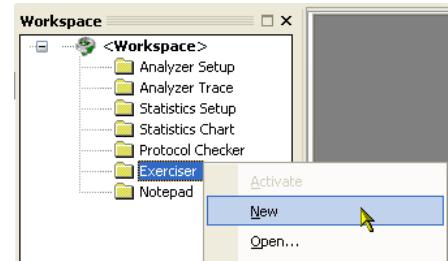 Workspace
<Workspace>
Analyzer Setup
Analyzer Trace
Statistics Setup
Statistics Chart
Protocol Checker
Exerciser
Notepad
Activate
New
Open...